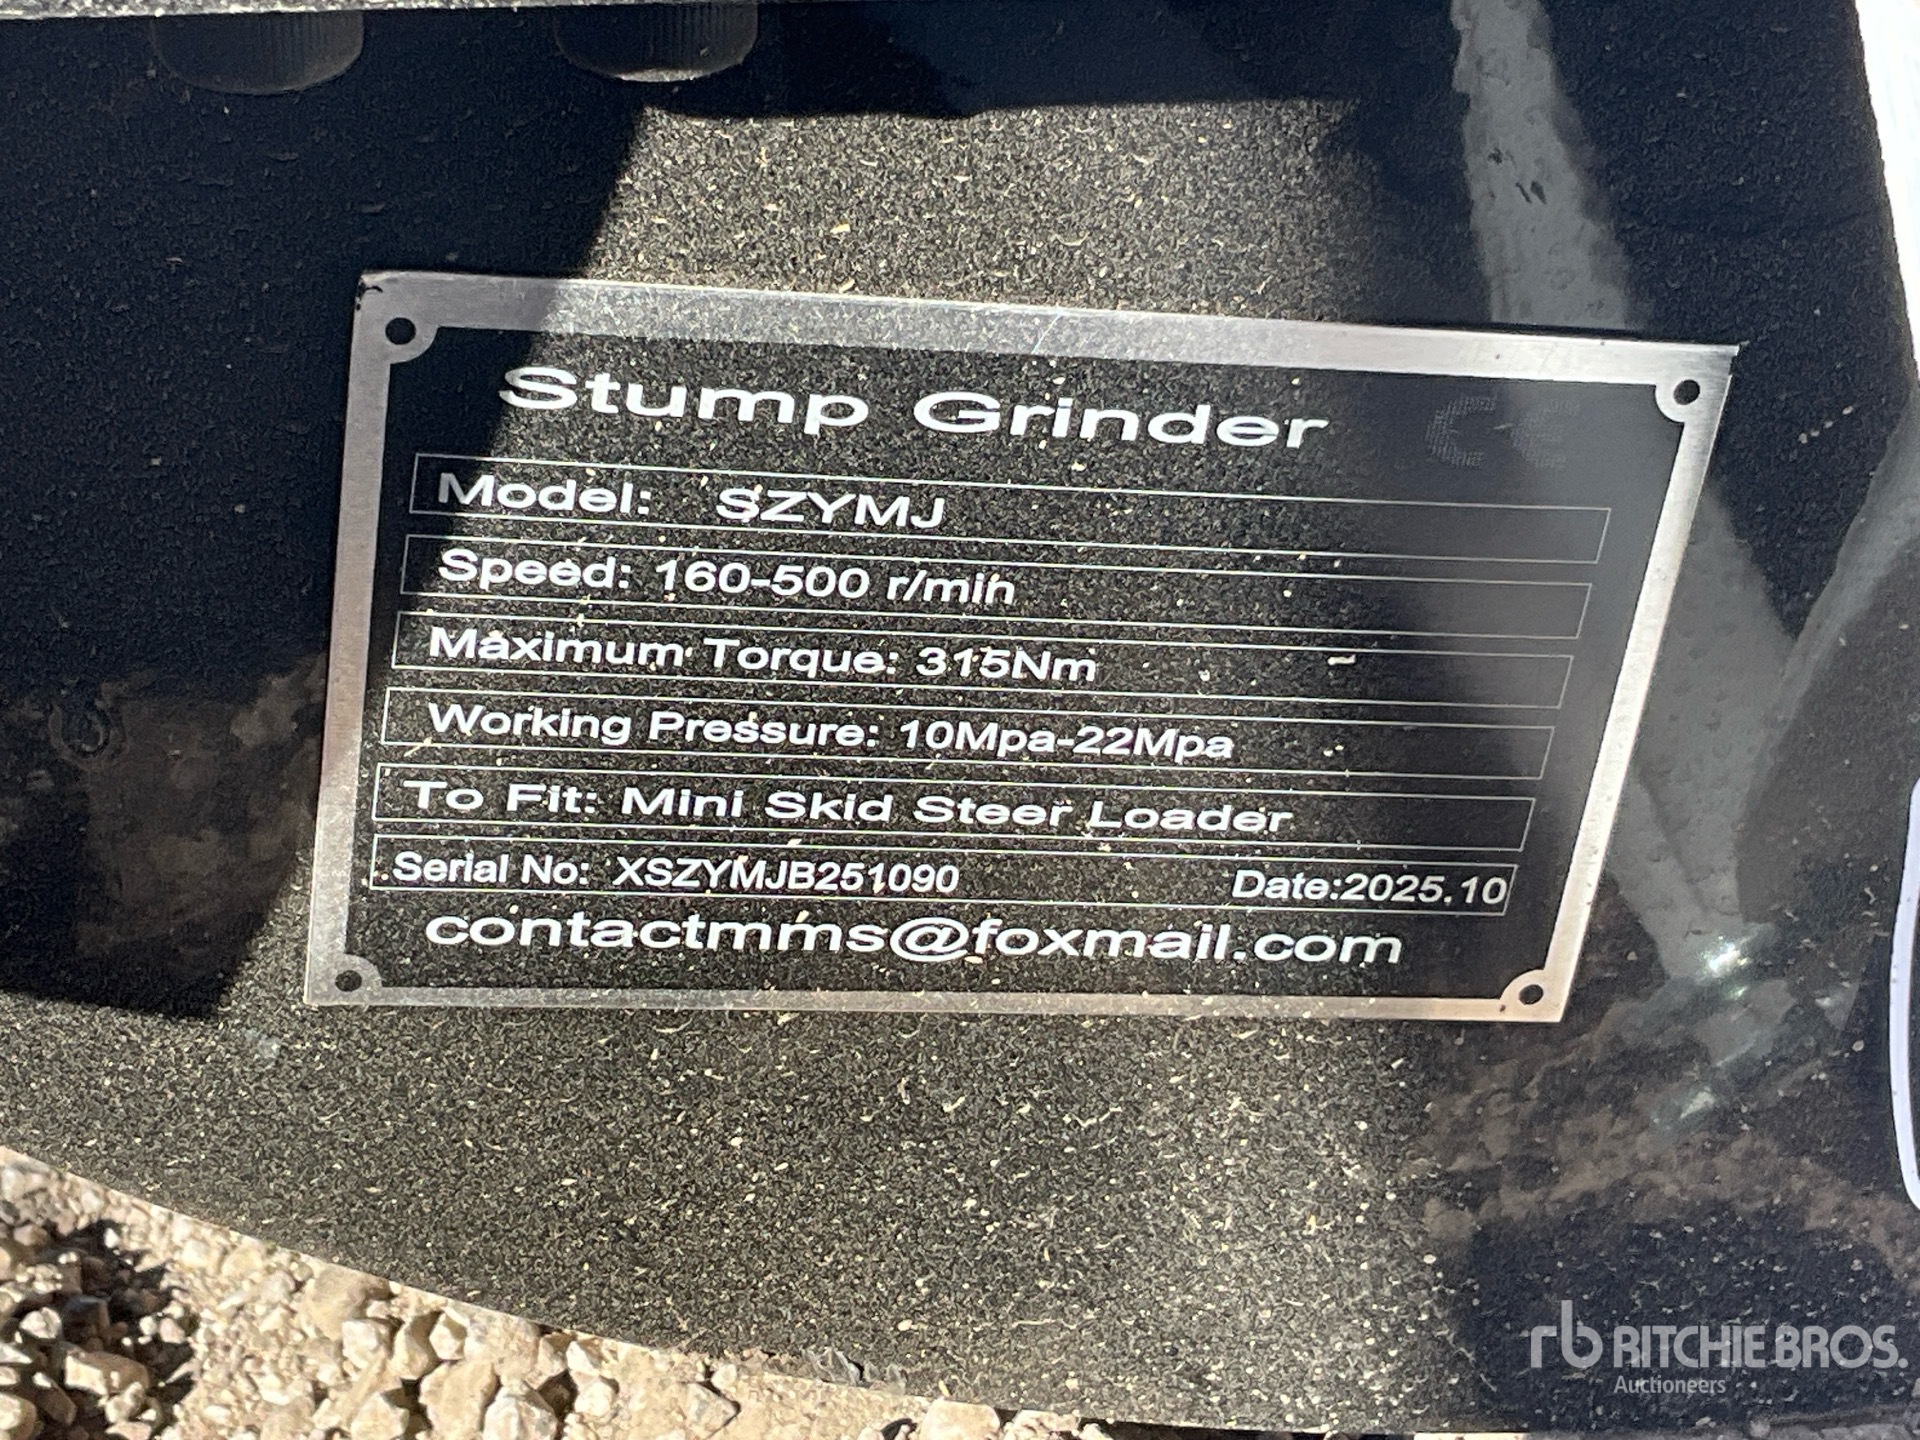 Stump Grinder
Model: SZYMJ
Speed: 160-500 r/min
Maximum Torque: 315Nm
Working Pressure: 10Mpa-22Mpa
To Fit: Mini Skid Steer Loader
Serial No: XSZYMJB251090 Date:2025.10
contactmms@foxmail.com
rb RITCHIE BROS.
Auctioneers